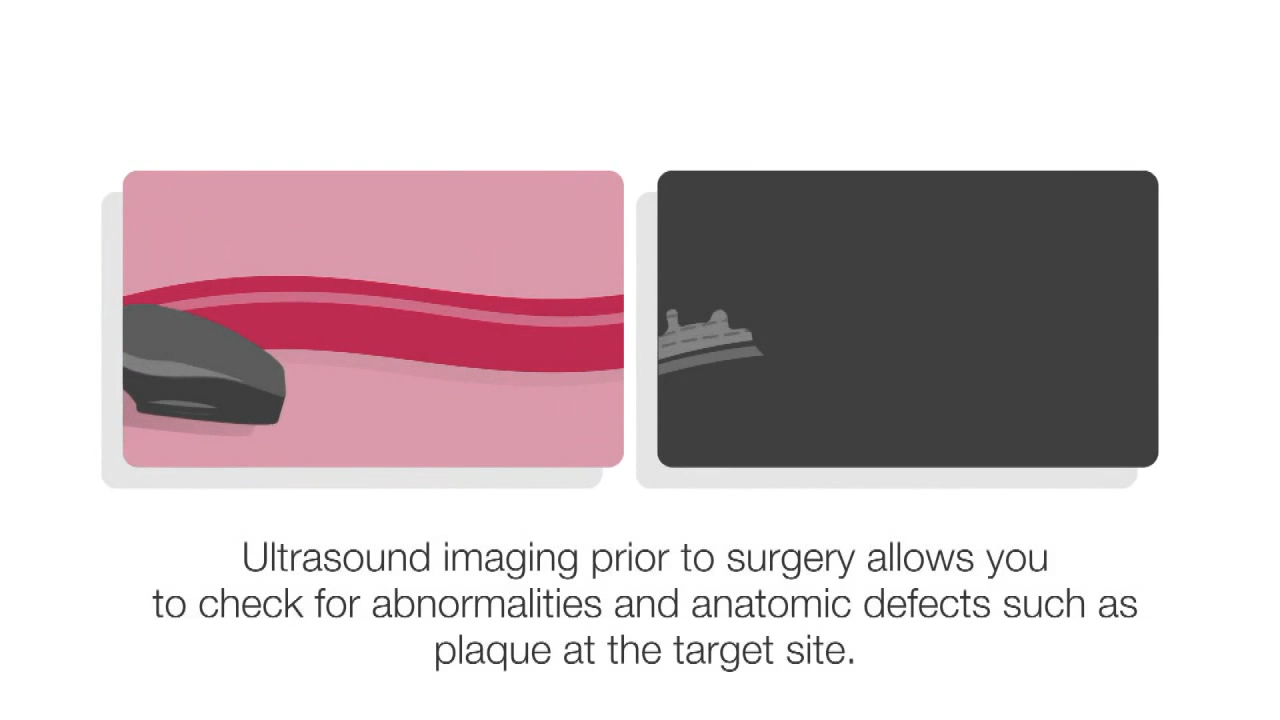 Ultrasound imaging prior to surgery allows you
to check for abnormalities and anatomic defects such as
plaque at the target site.